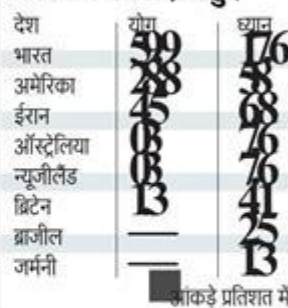 देश योग ध्यान
भारत
अमेरिका
ईरान 45 68
ऑस्ट्रेलिया 03 76
न्यूजीलैंड 03 76
ब्रिटेन 13 41
ब्राजील — 25
जर्मनी — 13
आंकड़े प्रतिशत में